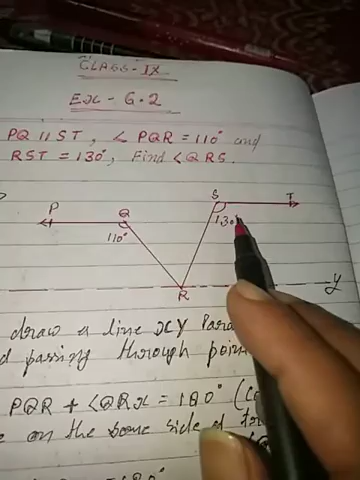 CLASS - IX
EX - 6.2
PQ || ST, ∠ PQR = 110° and
RST = 130°, Find ∠QRS.
P Q S T
110° 130°
R y
draw a line XY Para
passing through poin
PQR + ∠QRX = 180° (Co
on the same side of